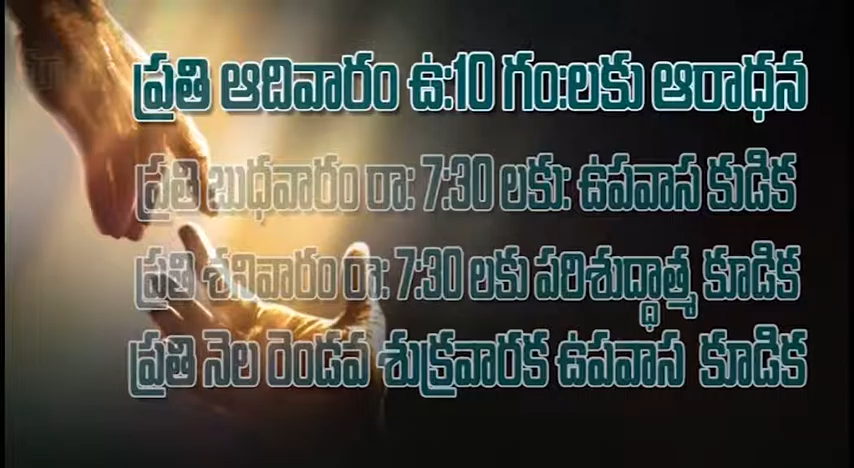 ప్రతి ఆదివారం ఉ:10 గం:లకు ఆరాధన
ప్రతి బుధవారం రా: 7:30 లకు: ఉపవాస కుడిక
ప్రతి శనివారం రా: 7:30 లకు పరిశుద్ధాత్మ కూడిక
ప్రతి నెల రెండవ శుక్రవారక ఉపవాస కూడిక